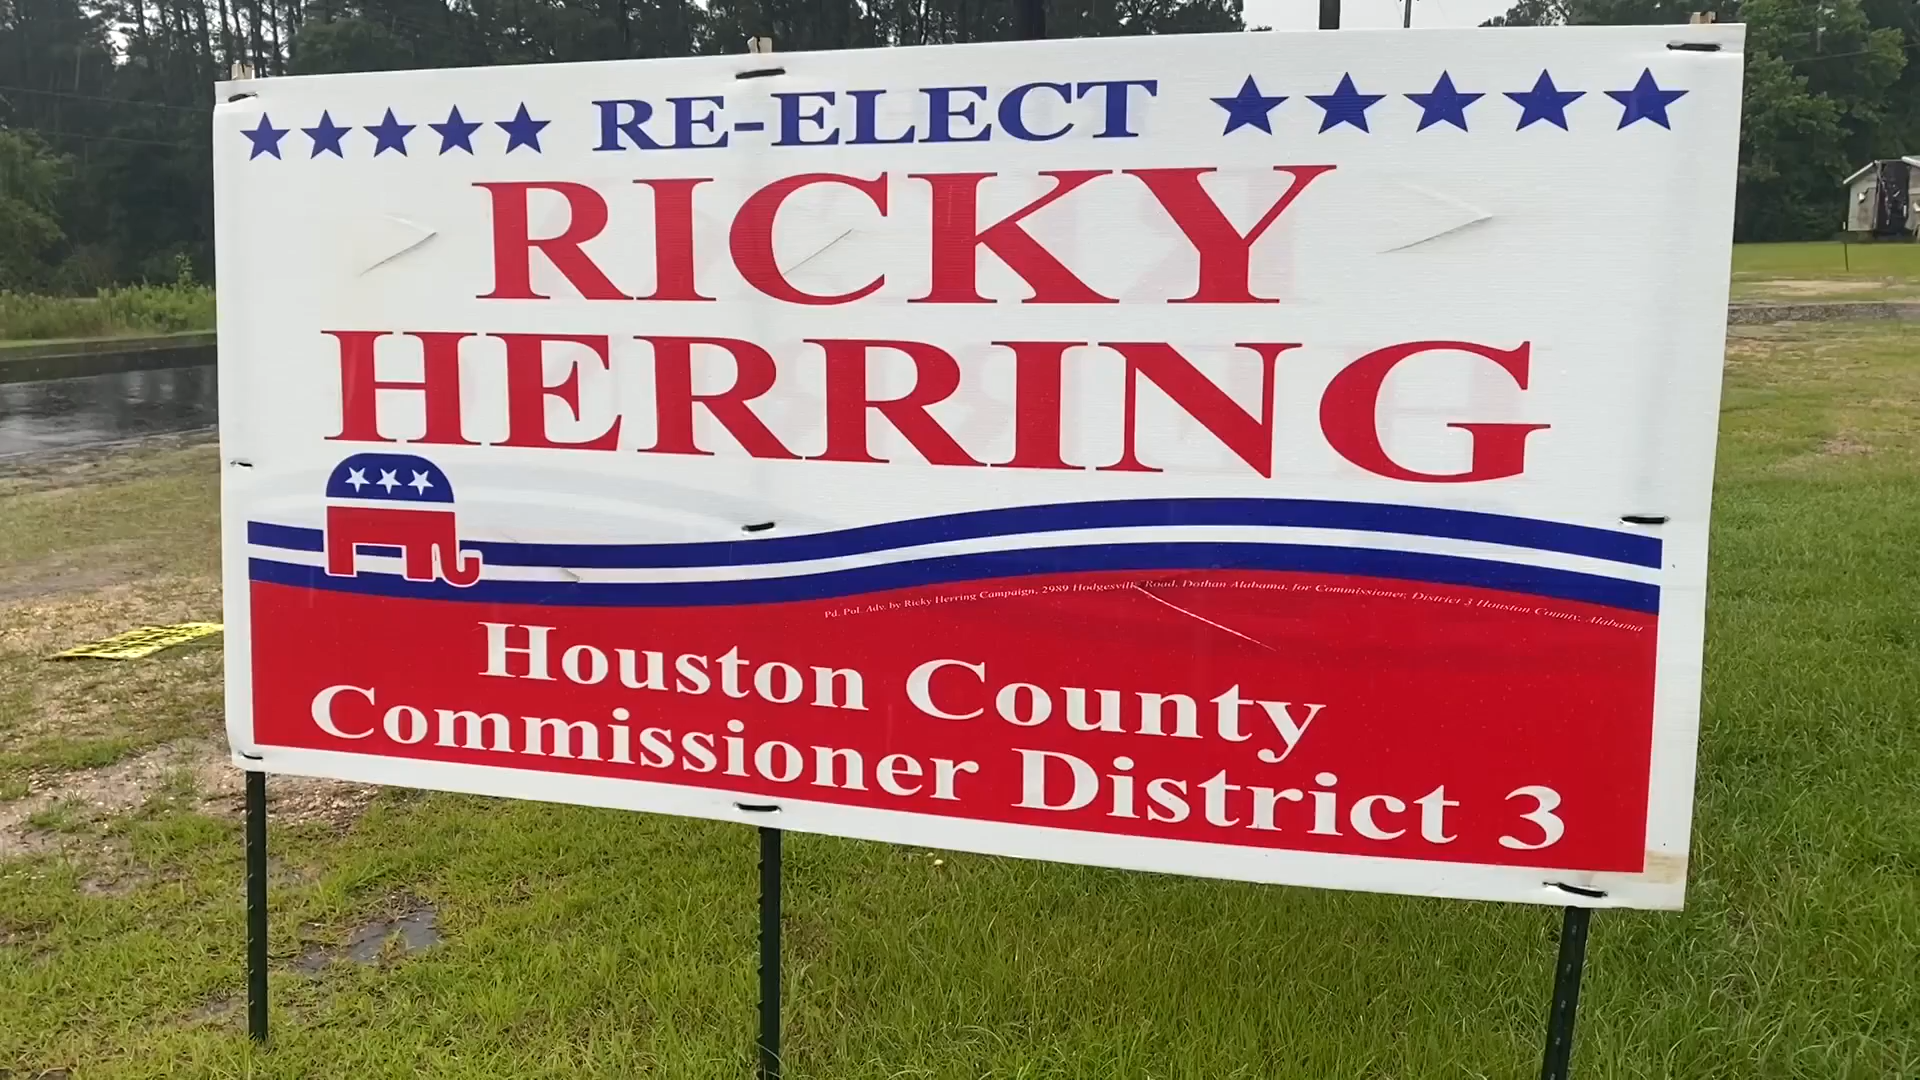 RE-ELECT
RICKY
HERRING
Pd. Pol. Adv. by Ricky Herring Campaign, 2989 Hodgesville Road, Dothan Alabama, for Commissioner, District 3 Houston County, Alabama
Houston County
Commissioner District 3